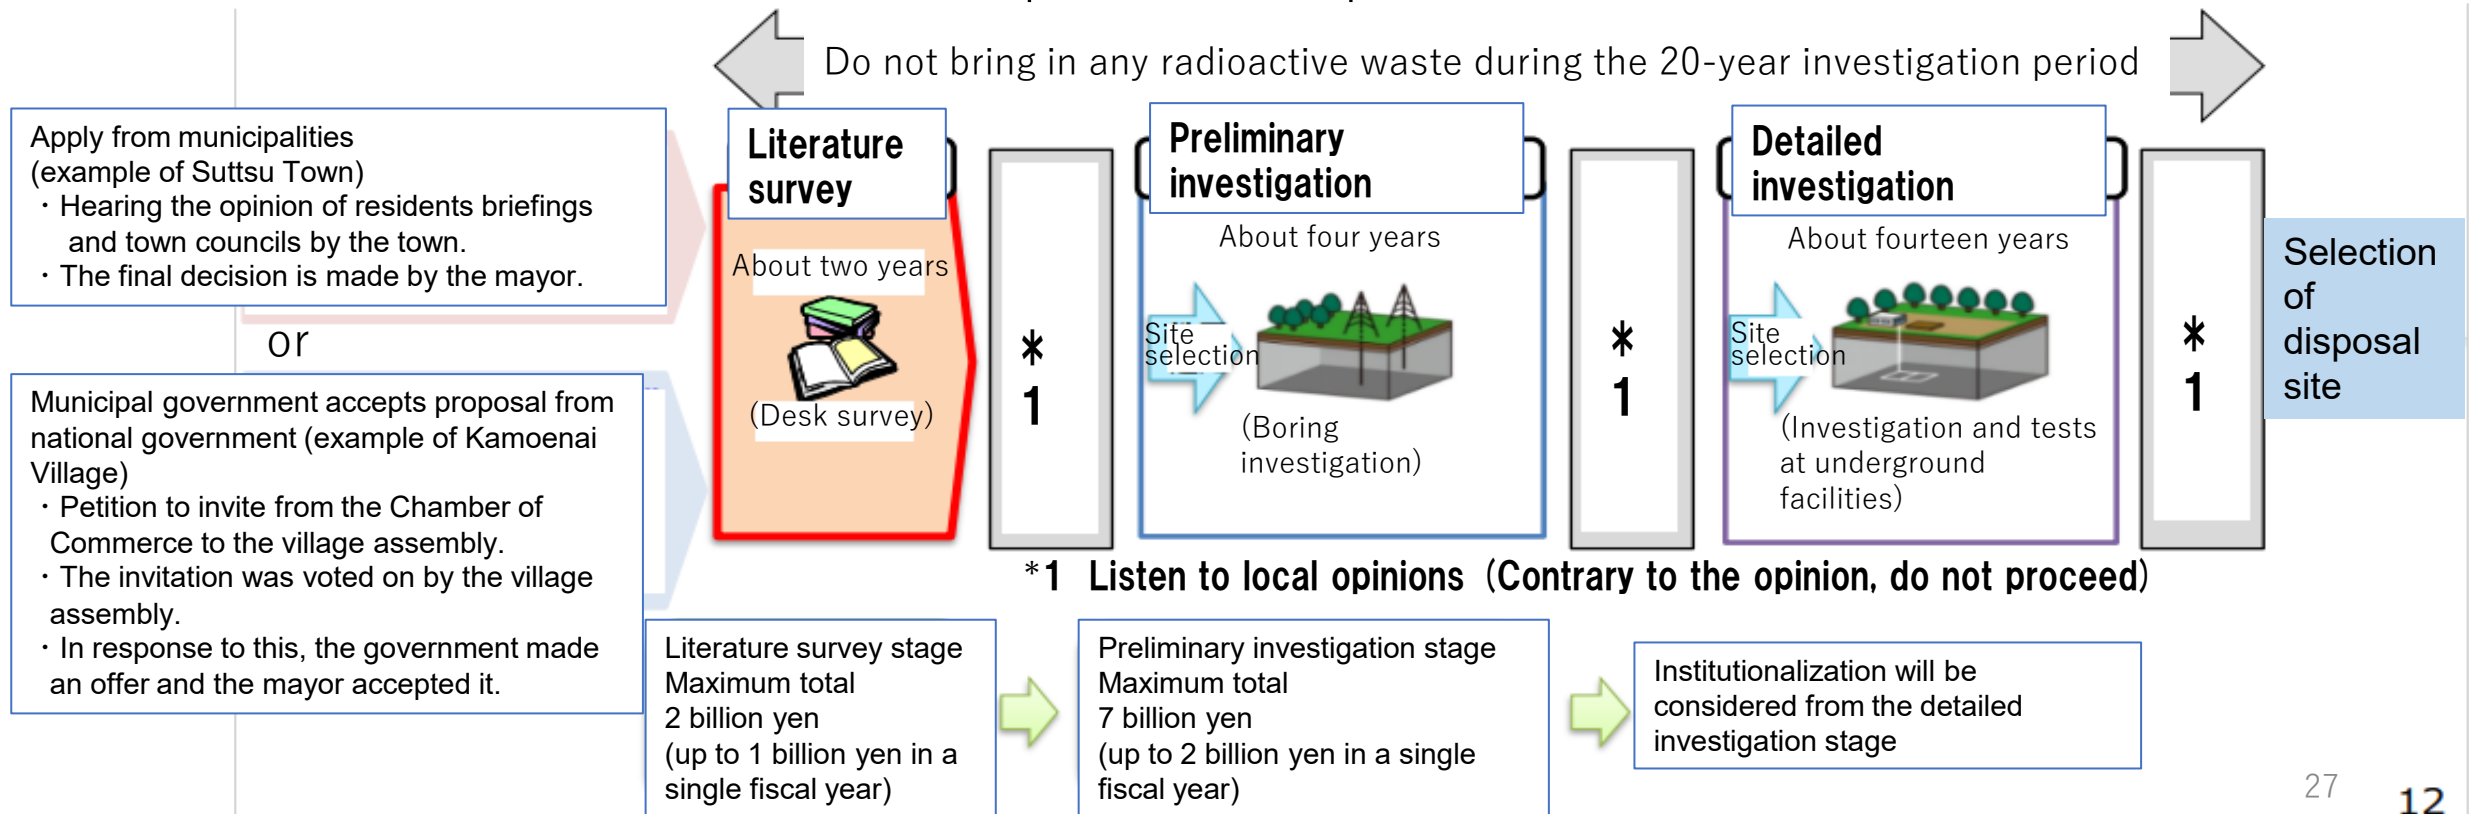 Do not bring in any radioactive waste during the 20-year investigation period
Apply from municipalities
(example of Suttsu Town)
・Hearing the opinion of residents briefings
and town councils by the town.
・The final decision is made by the mayor.
or
Municipal government accepts proposal from
national government (example of Kamoenai
Village)
・Petition to invite from the Chamber of
Commerce to the village assembly.
・The invitation was voted on by the village
assembly.
・In response to this, the government made
an offer and the mayor accepted it.
Literature
survey
About two years
(Desk survey)
*
1
Preliminary
investigation
About four years
Site
selection
(Boring
investigation)
*
1
Detailed
investigation
About fourteen years
Site
selection
(Investigation and tests
at underground
facilities)
*
1
Selection
of
disposal
site
*1 Listen to local opinions (Contrary to the opinion, do not proceed)
Literature survey stage
Maximum total
2 billion yen
(up to 1 billion yen in a
single fiscal year)
Preliminary investigation stage
Maximum total
7 billion yen
(up to 2 billion yen in a single
fiscal year)
Institutionalization will be
considered from the detailed
investigation stage
27
12